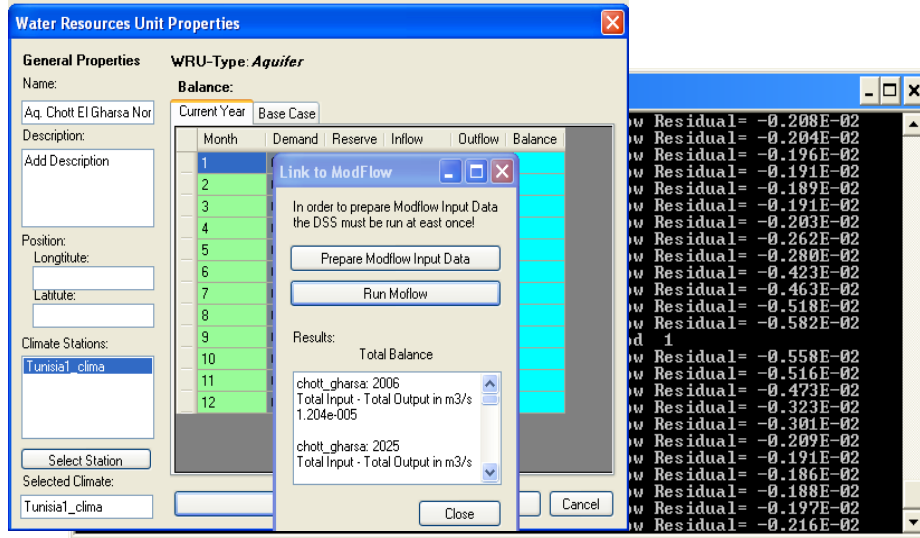 Water Resources Unit Properties
General Properties
Name:
Aq. Chott El Gharsa Nor
Description:
Add Description
Position:
Longtitute:
Latitute:
Climate Stations:
Tunisia1_clima
Select Station
Selected Climate:
Tunisia1_clima
WRU-Type: Aquifer
Balance:
Current Year Base Case
Month Demand Reserve Inflow Outflow Balance
1
2
3
4
5
6
7
8
9
10
11
12
Cancel
Link to ModFlow
In order to prepare Modflow Input Data
the DSS must be run at east once!
Prepare Modflow Input Data
Run Moflow
Results:
Total Balance
chott_gharsa: 2006
Total Input - Total Output in m3/s
1.204e-005
chott_gharsa: 2025
Total Input - Total Output in m3/s
Close
w Residual= -0.208E-02
w Residual= -0.204E-02
w Residual= -0.196E-02
w Residual= -0.191E-02
w Residual= -0.189E-02
w Residual= -0.191E-02
w Residual= -0.203E-02
w Residual= -0.262E-02
w Residual= -0.280E-02
w Residual= -0.423E-02
w Residual= -0.463E-02
w Residual= -0.518E-02
w Residual= -0.582E-02
d 1
w Residual= -0.558E-02
w Residual= -0.516E-02
w Residual= -0.473E-02
w Residual= -0.323E-02
w Residual= -0.301E-02
w Residual= -0.209E-02
w Residual= -0.191E-02
w Residual= -0.186E-02
w Residual= -0.188E-02
w Residual= -0.197E-02
w Residual= -0.216E-02